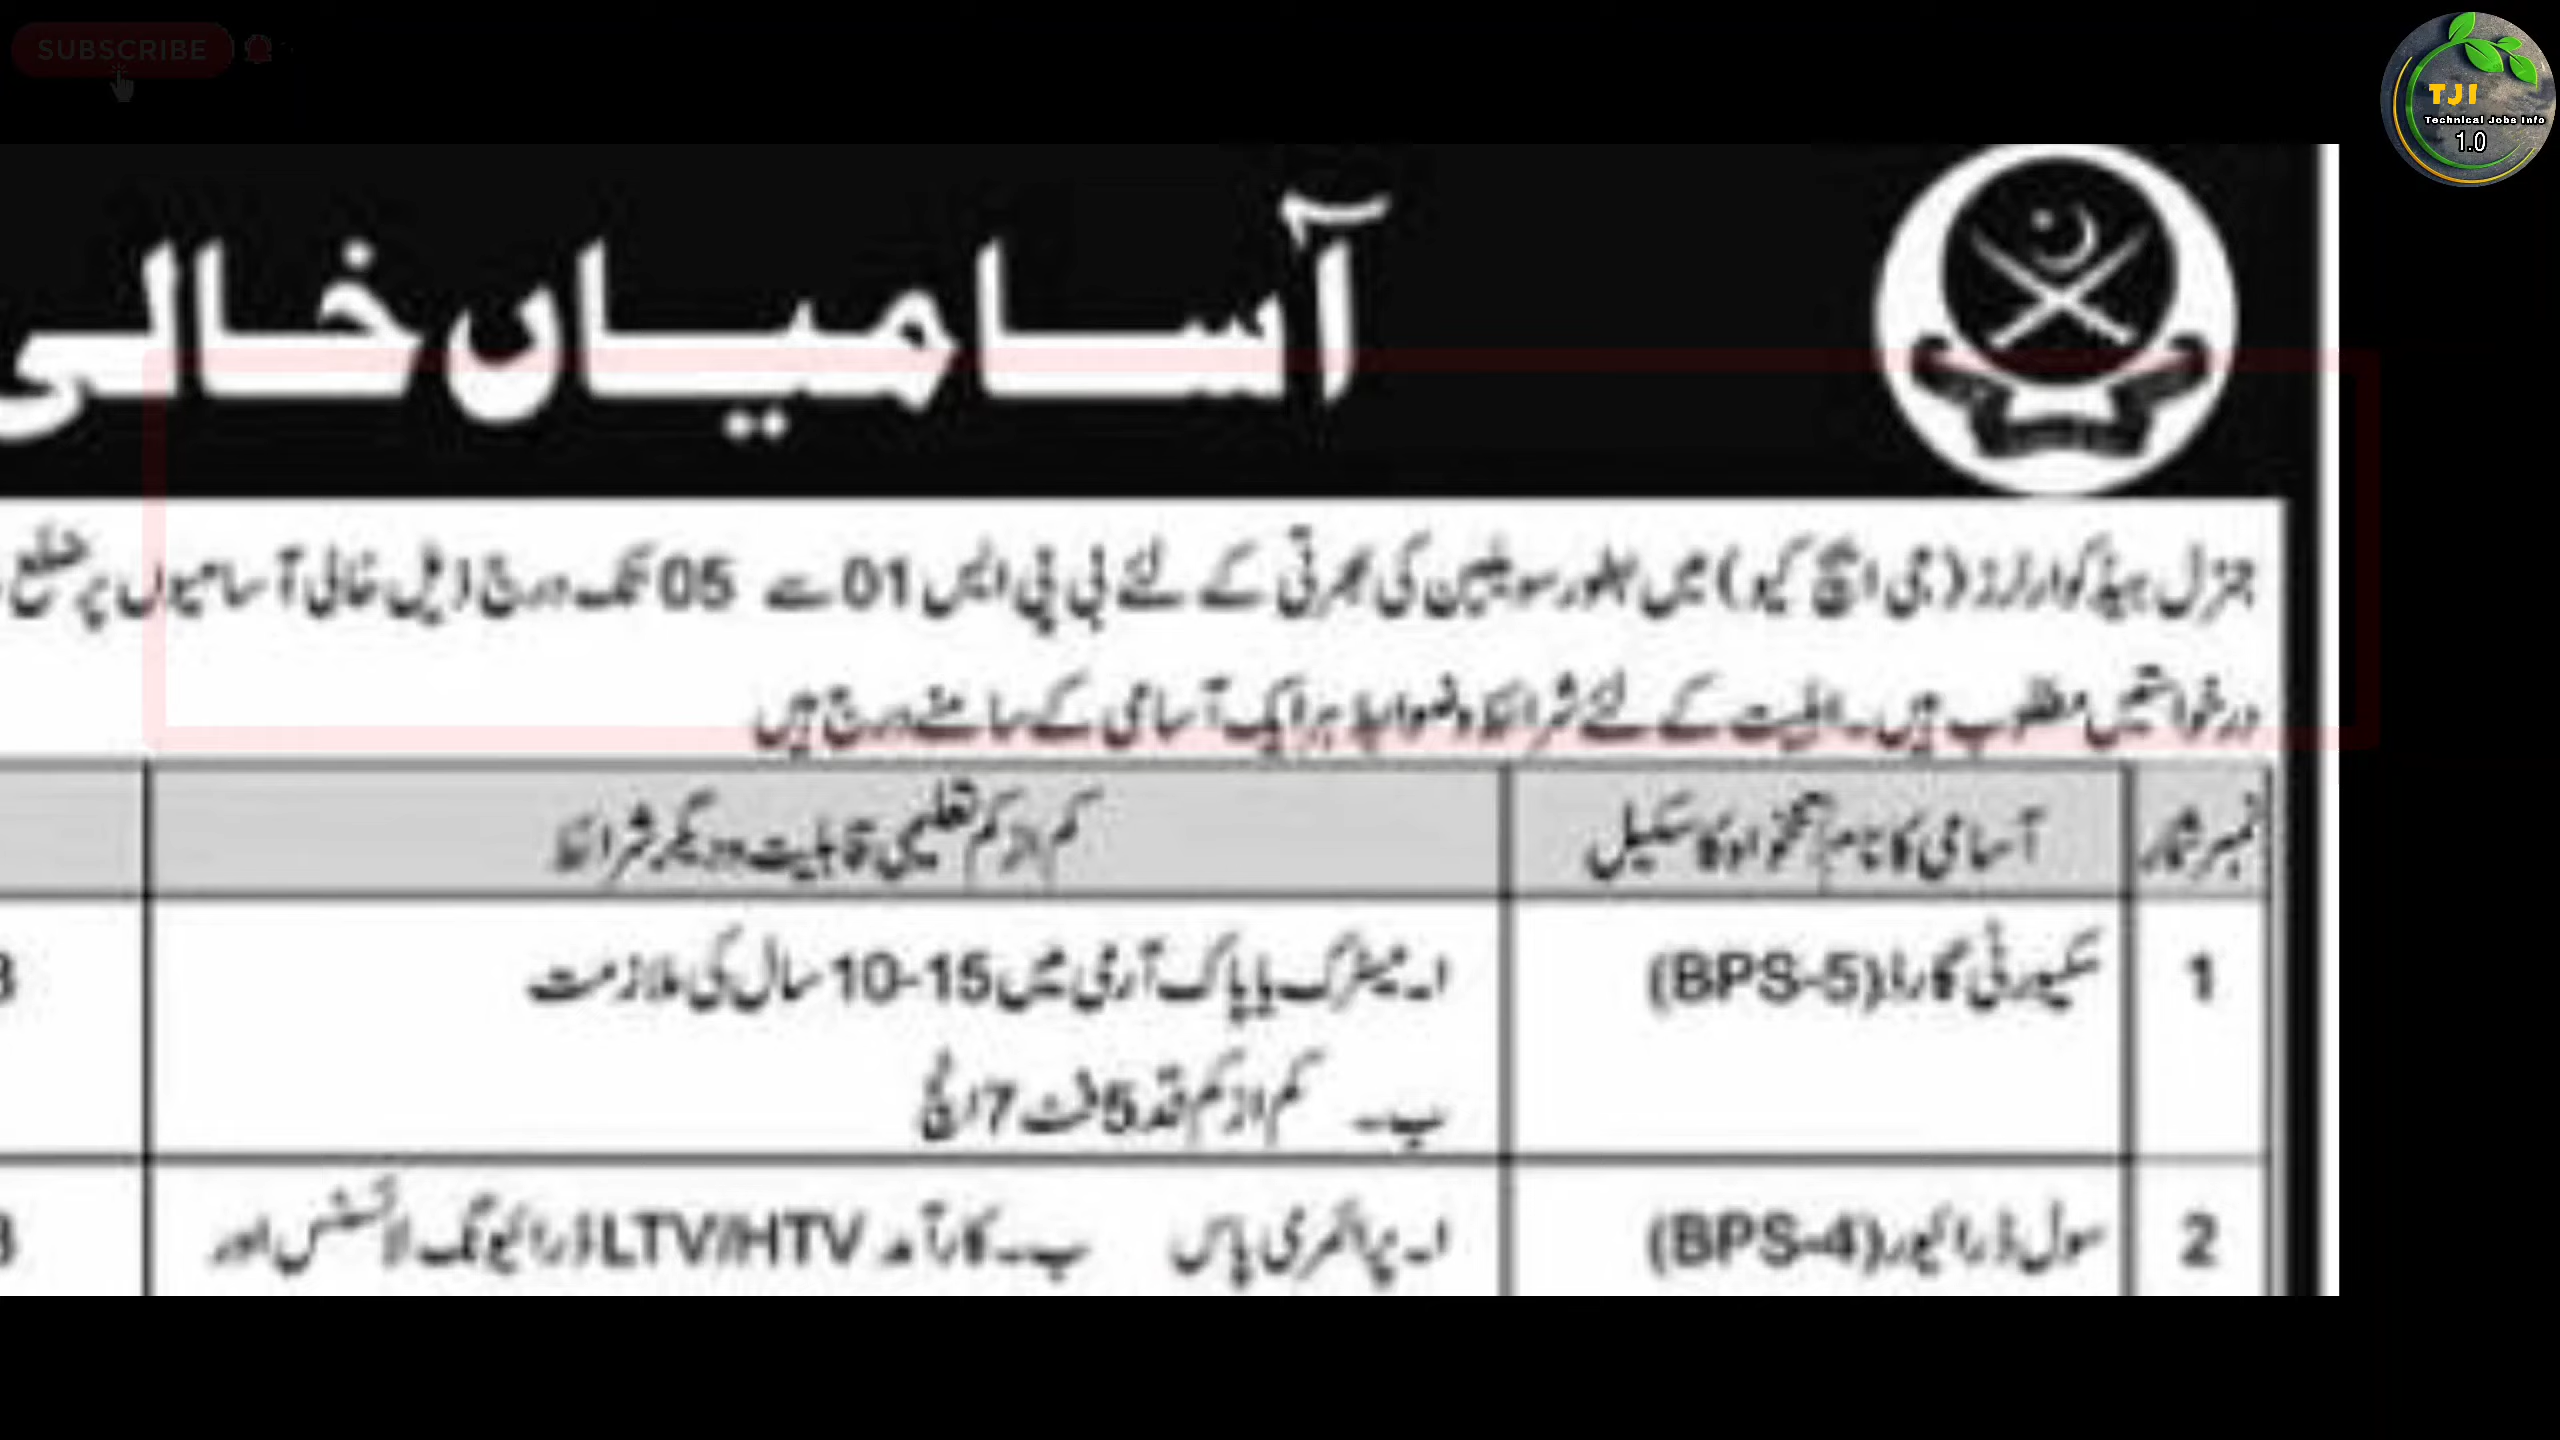 SUBSCRIBE
TJI
Technical Jobs Info
1.0
آسامیاں خالی
جنرل ہیڈکوارٹرز (جی ایچ کیو) میں بطور سویلین کی بھرتی کے لئے بی پی ایس 01 سے 05 تک درج ذیل خالی آسامیوں پر ضلع
درخواستیں مطلوب ہیں۔ اہلیت کے لئے شرائط و ضوابط ہر ایک آسامی کے سامنے درج ہیں
نمبر شمار آسامی کا نام/تنخواہ کا سکیل کم از کم تعلیمی قابلیت و دیگر شرائط
1 سکیورٹی گارڈ (BPS-5) ا۔ میٹرک یا پاک آرمی میں 10-15 سال کی ملازمت
ب۔ کم از کم قد 5 فٹ 7 انچ
2 سول ڈرائیور (BPS-4) ا۔ پرائمری پاس ب۔ کارآمد LTV/HTV ڈرائیونگ لائسنس اور